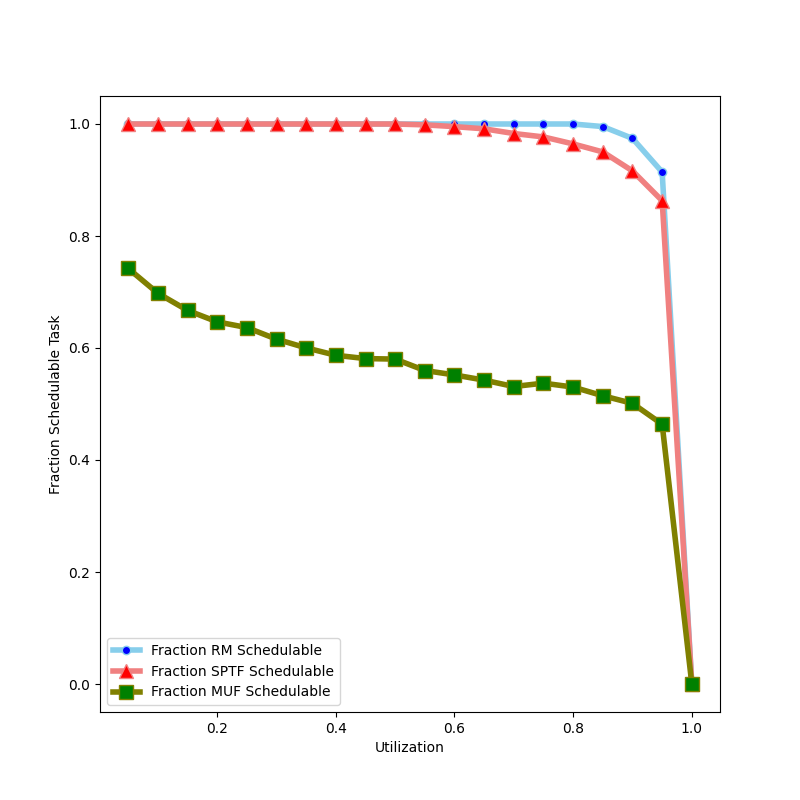 1.0
0.8
0.6
0.4
0.2
0.0
Fraction Schedulable Task
Fraction RM Schedulable
Fraction SPTF Schedulable
Fraction MUF Schedulable
0.2 0.4 0.6 0.8 1.0
Utilization